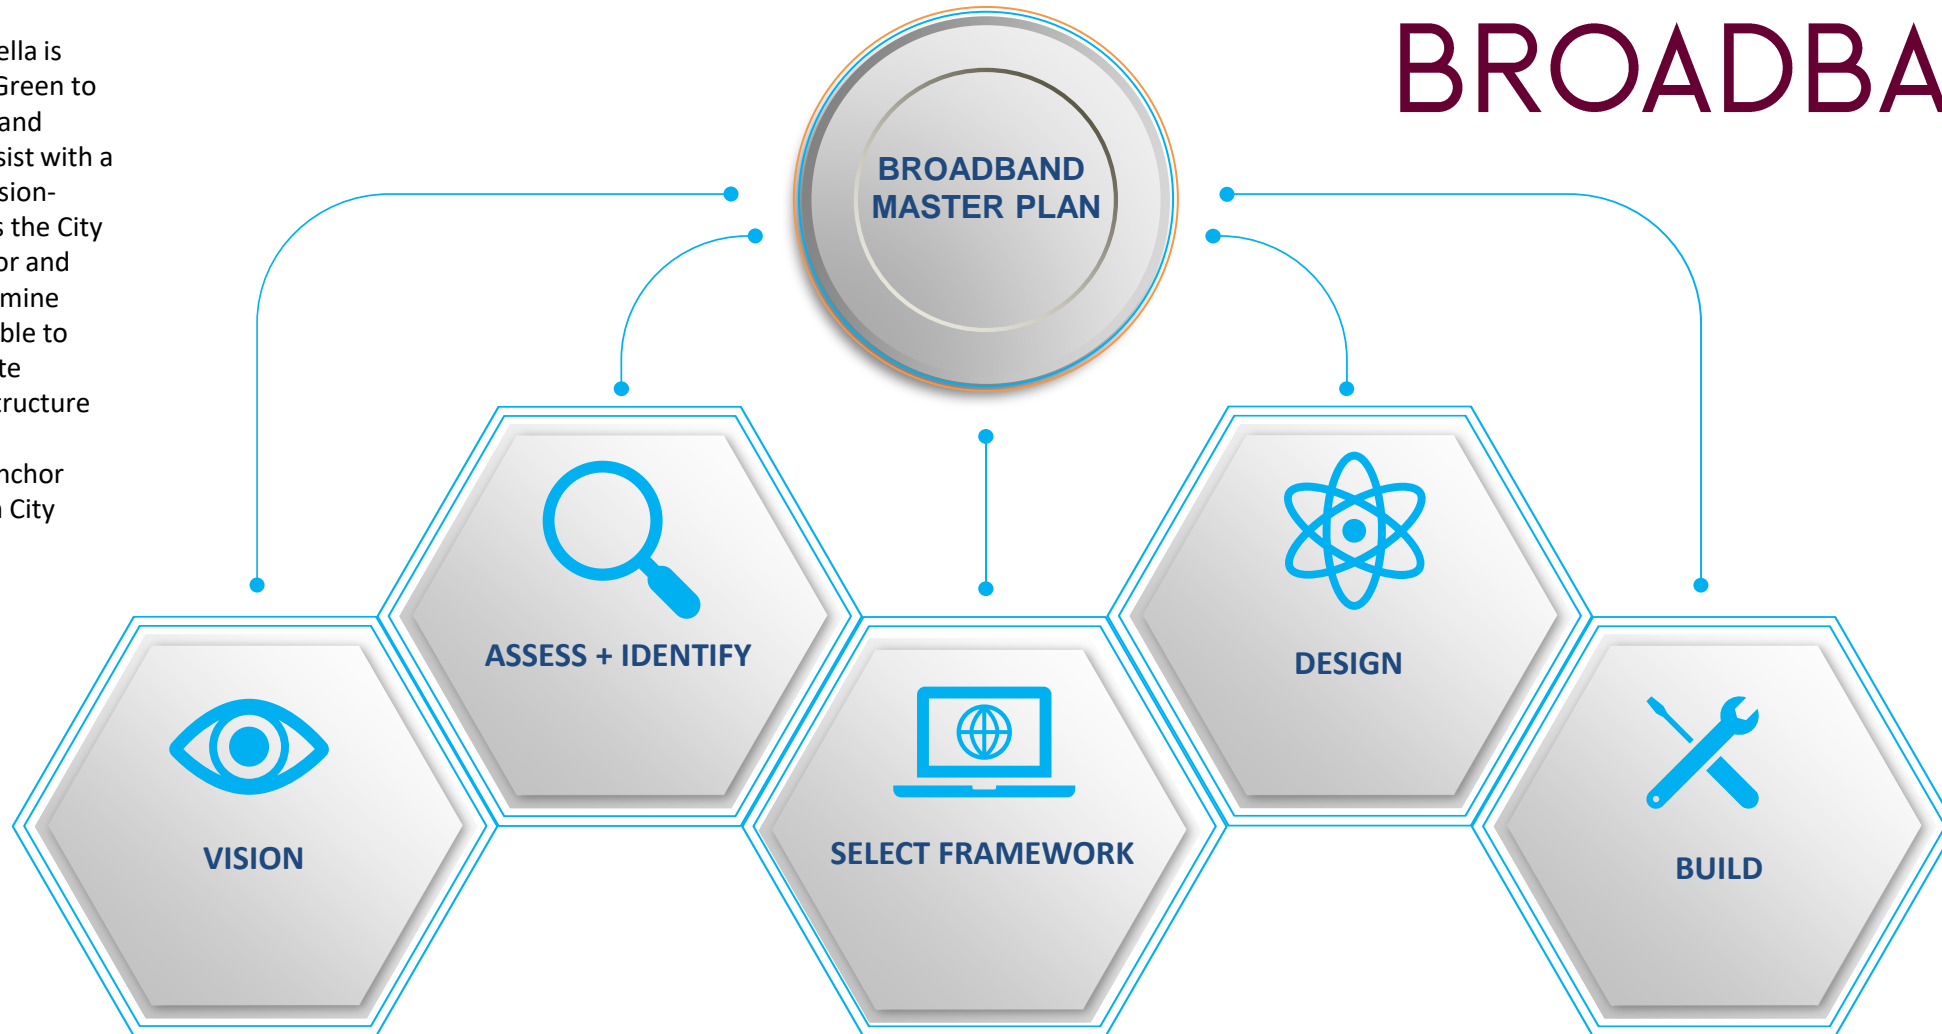 ella is
Green to
and
sist with a
sion-
s the City
or and
mine
ble to
te
tructure
nchor
n City
BROADBA
BROADBAND
MASTER PLAN
ASSESS + IDENTIFY
DESIGN
VISION
SELECT FRAMEWORK
BUILD